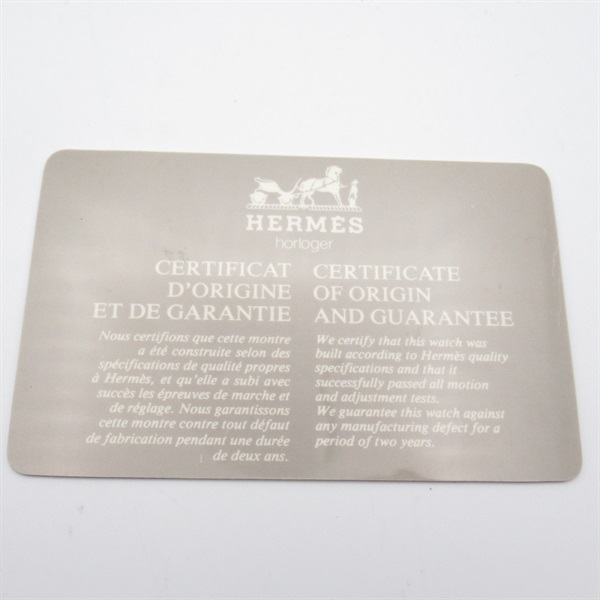 HERMÈS
horloger
CERTIFICAT
D'ORIGINE
ET DE GARANTIE
Nous certifions que cette montre
a été construite selon des
spécifications de qualité propres
à Hermès, et qu'elle a subi avec
succès les épreuves de marche et
de réglage. Nous garantissons
cette montre contre tout défaut
de fabrication pendant une durée
de deux ans.
CERTIFICATE
OF ORIGIN
AND GUARANTEE
We certify that this watch was
built according to Hermès quality
specifications and that it
successfully passed all motion
and adjustment tests.
We guarantee this watch against
any manufacturing defect for a
period of two years.